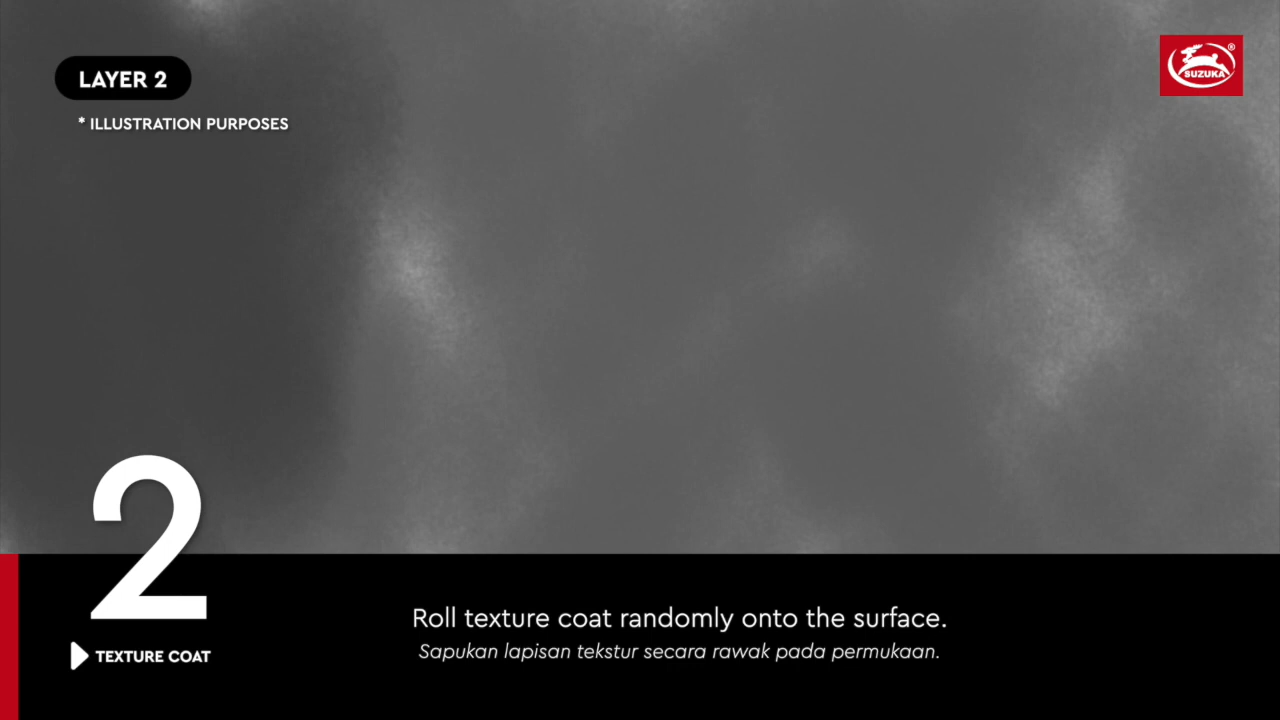 LAYER 2
* ILLUSTRATION PURPOSES
SUZUKA®
2
TEXTURE COAT
Roll texture coat randomly onto the surface.
Sapukan lapisan tekstur secara rawak pada permukaan.